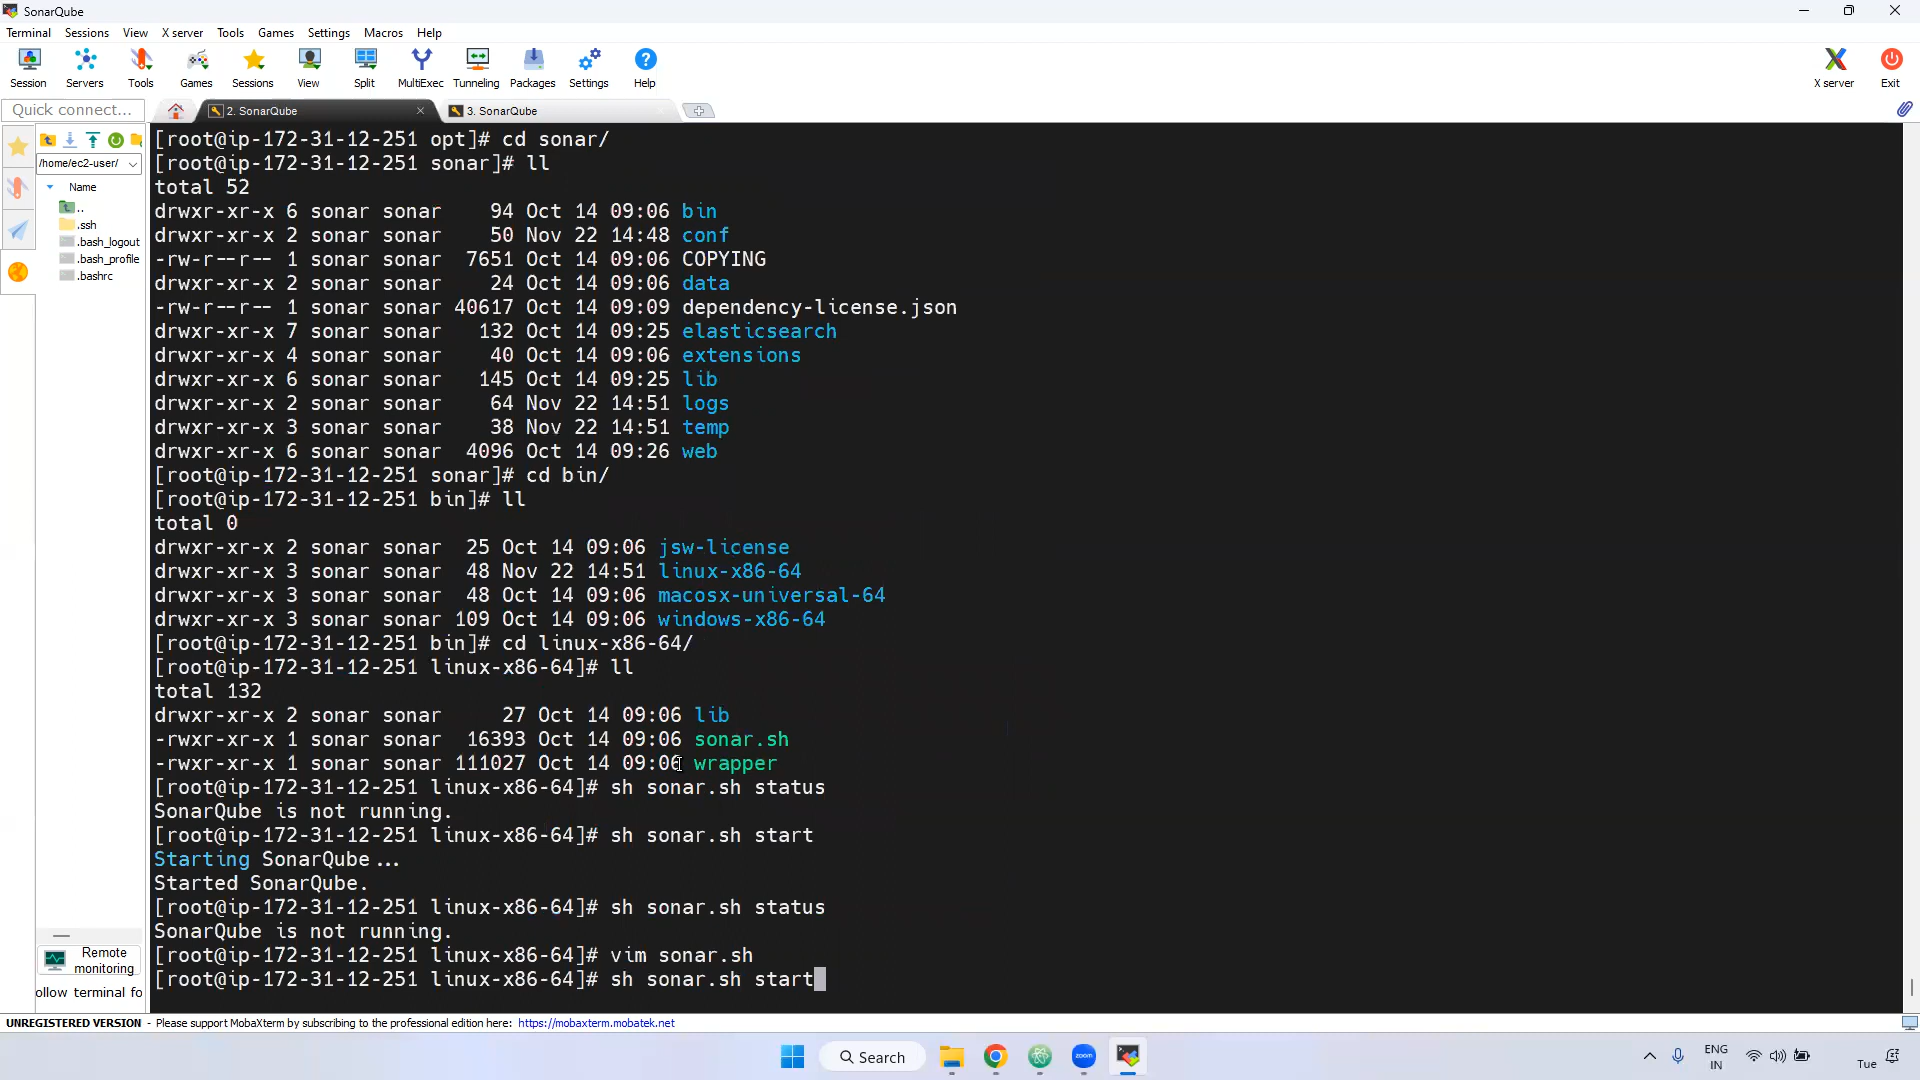 SonarQube
Terminal Sessions View X server Tools Games Settings Macros Help
Session Servers Tools Games Sessions View Split MultiExec Tunneling Packages Settings Help X server Exit
Quick connect...
2. SonarQube
3. SonarQube
/home/ec2-user/
Name
..
.ssh
.bash_logout
.bash_profile
.bashrc
Remote monitoring
ollow terminal fo
[root@ip-172-31-12-251 opt]# cd sonar/
[root@ip-172-31-12-251 sonar]# ll
total 52
drwxr-xr-x 6 sonar sonar    94 Oct 14 09:06 bin
drwxr-xr-x 2 sonar sonar    50 Nov 22 14:48 conf
-rw-r--r-- 1 sonar sonar  7651 Oct 14 09:06 COPYING
drwxr-xr-x 2 sonar sonar    24 Oct 14 09:06 data
-rw-r--r-- 1 sonar sonar 40617 Oct 14 09:09 dependency-license.json
drwxr-xr-x 7 sonar sonar   132 Oct 14 09:25 elasticsearch
drwxr-xr-x 4 sonar sonar    40 Oct 14 09:06 extensions
drwxr-xr-x 6 sonar sonar   145 Oct 14 09:25 lib
drwxr-xr-x 2 sonar sonar    64 Nov 22 14:51 logs
drwxr-xr-x 3 sonar sonar    38 Nov 22 14:51 temp
drwxr-xr-x 6 sonar sonar  4096 Oct 14 09:26 web
[root@ip-172-31-12-251 sonar]# cd bin/
[root@ip-172-31-12-251 bin]# ll
total 0
drwxr-xr-x 2 sonar sonar  25 Oct 14 09:06 jsw-license
drwxr-xr-x 3 sonar sonar  48 Nov 22 14:51 linux-x86-64
drwxr-xr-x 3 sonar sonar  48 Oct 14 09:06 macosx-universal-64
drwxr-xr-x 3 sonar sonar 109 Oct 14 09:06 windows-x86-64
[root@ip-172-31-12-251 bin]# cd linux-x86-64/
[root@ip-172-31-12-251 linux-x86-64]# ll
total 132
drwxr-xr-x 2 sonar sonar     27 Oct 14 09:06 lib
-rwxr-xr-x 1 sonar sonar  16393 Oct 14 09:06 sonar.sh
-rwxr-xr-x 1 sonar sonar 111027 Oct 14 09:06 wrapper
[root@ip-172-31-12-251 linux-x86-64]# sh sonar.sh status
SonarQube is not running.
[root@ip-172-31-12-251 linux-x86-64]# sh sonar.sh start
Starting SonarQube...
Started SonarQube.
[root@ip-172-31-12-251 linux-x86-64]# sh sonar.sh status
SonarQube is not running.
[root@ip-172-31-12-251 linux-x86-64]# vim sonar.sh
[root@ip-172-31-12-251 linux-x86-64]# sh sonar.sh start
UNREGISTERED VERSION - Please support MobaXterm by subscribing to the professional edition here: https://mobaxterm.mobatek.net
Search
zoom
ENG
IN
Tue